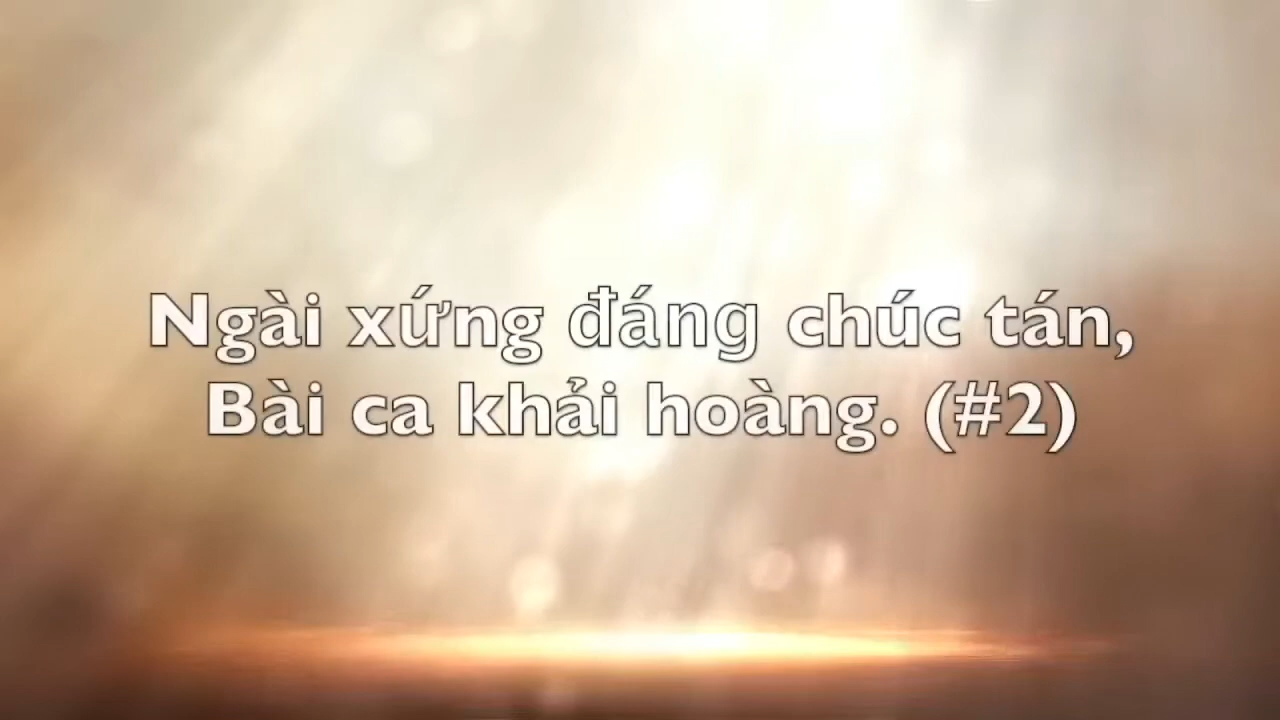 Ngài xứng đáng chúc tán,
Bài ca khải hoàng. (#2)